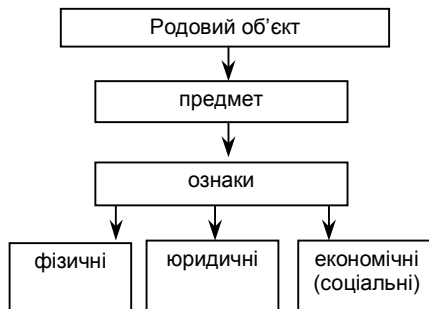 Родовий об’єкт
предмет
ознаки
фізичні
юридичні
економічні
(соціальні)